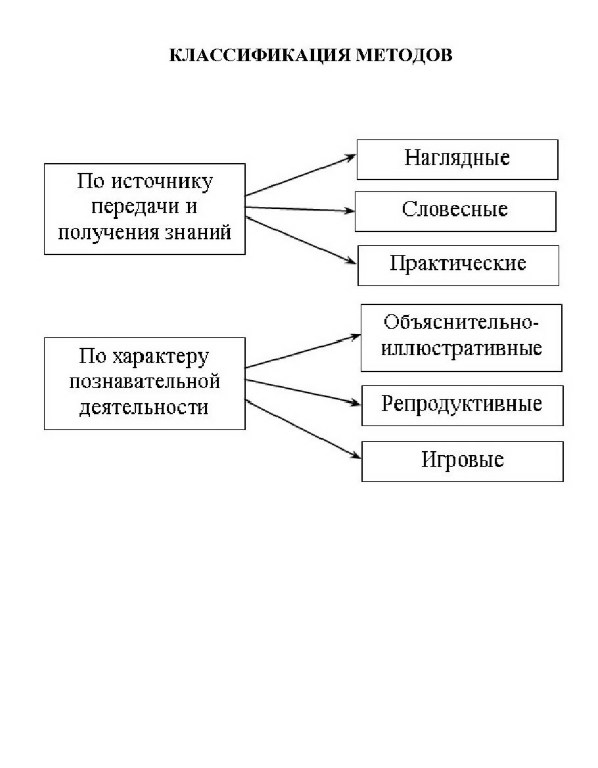 КЛАССИФИКАЦИЯ МЕТОДОВ
По источнику
передачи и
получения знаний
Наглядные
Словесные
Практические
По характеру
познавательной
деятельности
Объяснительно-
иллюстративные
Репродуктивные
Игровые